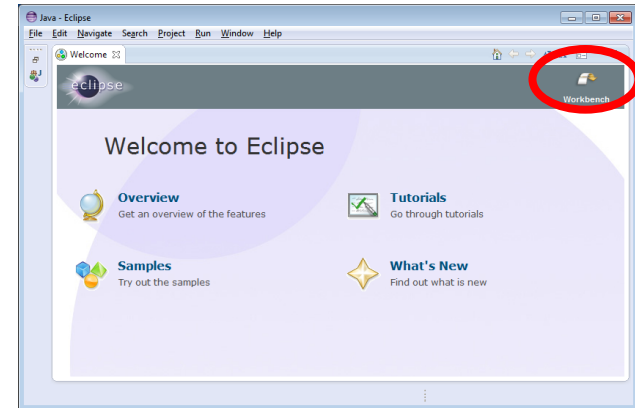 Java - Eclipse
File Edit Navigate Search Project Run Window Help
Welcome
J
eclipse
Workbench
Welcome to Eclipse
Overview
Get an overview of the features
Tutorials
Go through tutorials
Samples
Try out the samples
What's New
Find out what is new